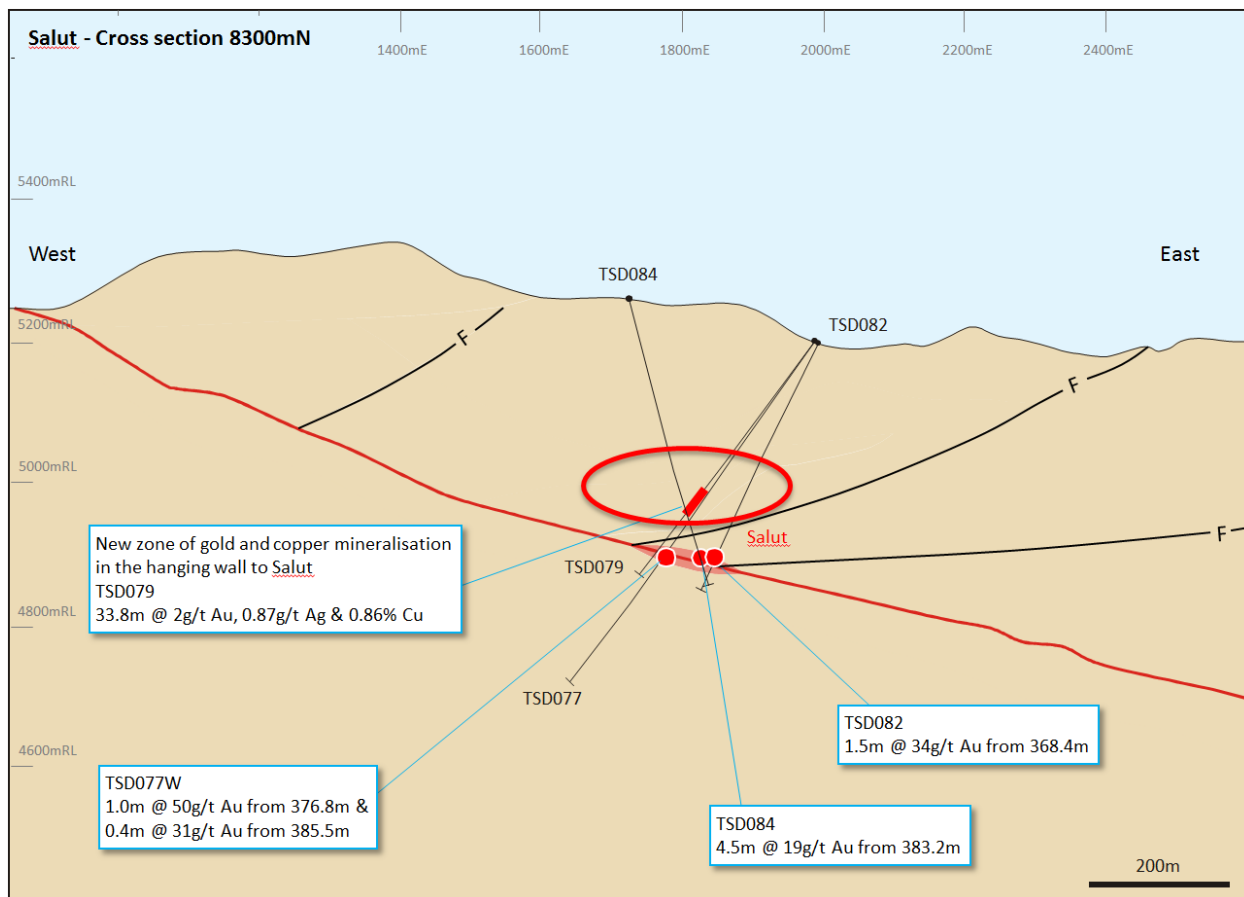 Salut - Cross section 8300mN
1400mE
1600mE
1800mE
2000mE
2200mE
2400mE
5400mRL
West
East
TSD084
5200mRL
TSD082
F
F
5000mRL
New zone of gold and copper mineralisation
in the hanging wall to Salut
TSD079
33.8m @ 2g/t Au, 0.87g/t Ag & 0.86% Cu
Salut
F
TSD079
4800mRL
TSD077
TSD082
1.5m @ 34g/t Au from 368.4m
4600mRL
TSD077W
1.0m @ 50g/t Au from 376.8m &
0.4m @ 31g/t Au from 385.5m
TSD084
4.5m @ 19g/t Au from 383.2m
200m